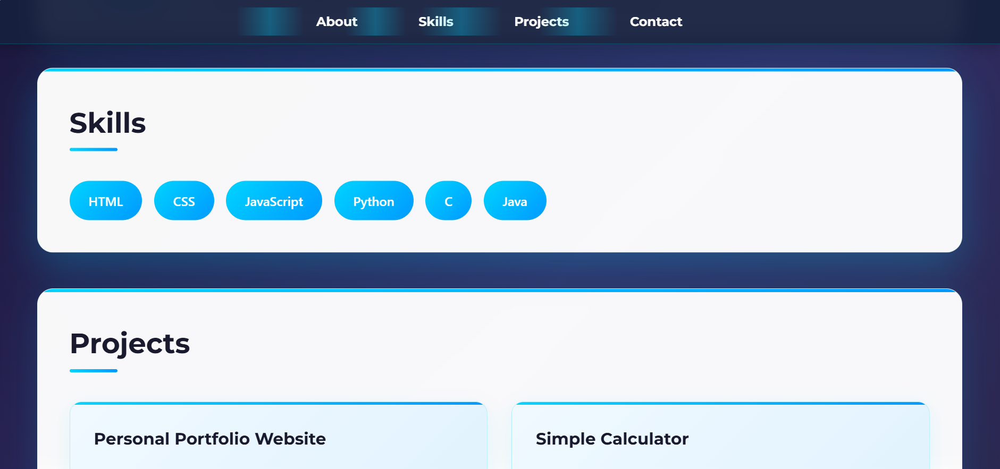 About Skills Projects Contact
Skills
HTML CSS JavaScript Python C Java
Projects
Personal Portfolio Website Simple Calculator